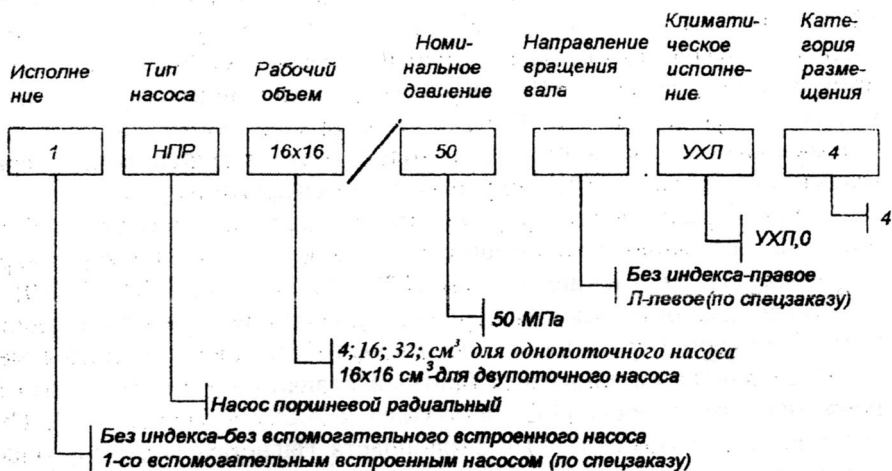 Исполне
ние
Тип
насоса
Рабочий
объем
Номи-
нальное
давление
Направление
вращения
вала
Климати-
ческое
исполне-
ние
Кате-
гория
разме-
щения
1
НПР
16х16
/
50
УХЛ
4
4
УХЛ,0
Без индекса-правое
Л-левое(по спецзаказу)
50 МПа
4; 16; 32; см³ для однопоточного насоса
16х16 см³-для двупоточного насоса
Насос поршневой радиальный
Без индекса-без вспомогательного встроенного насоса
1-со вспомогательным встроенным насосом (по спецзаказу)